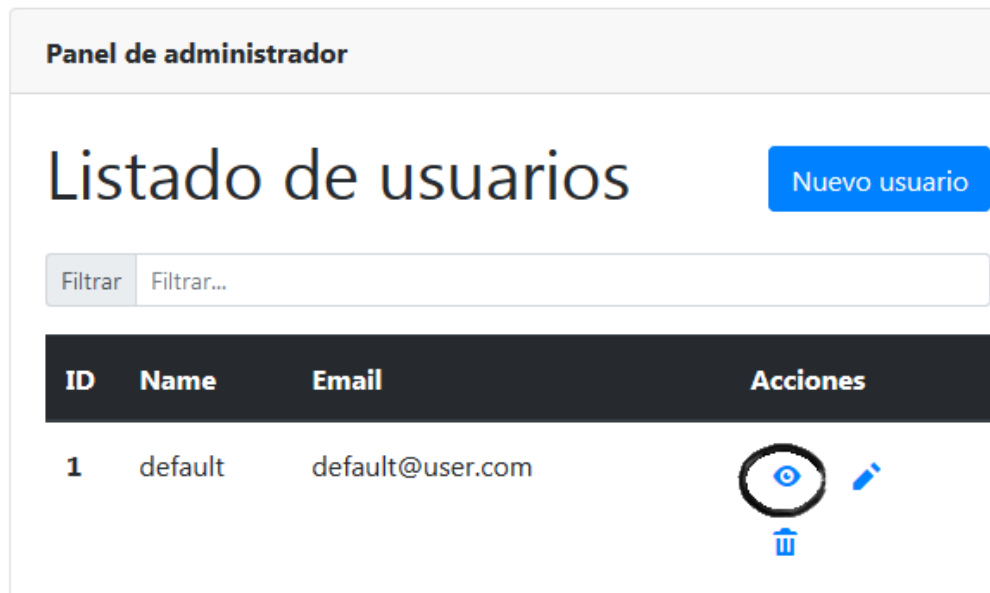 Panel de administrador
Listado de usuarios
Nuevo usuario
Filtrar Filtrar...
ID Name Email Acciones
1 default default@user.com